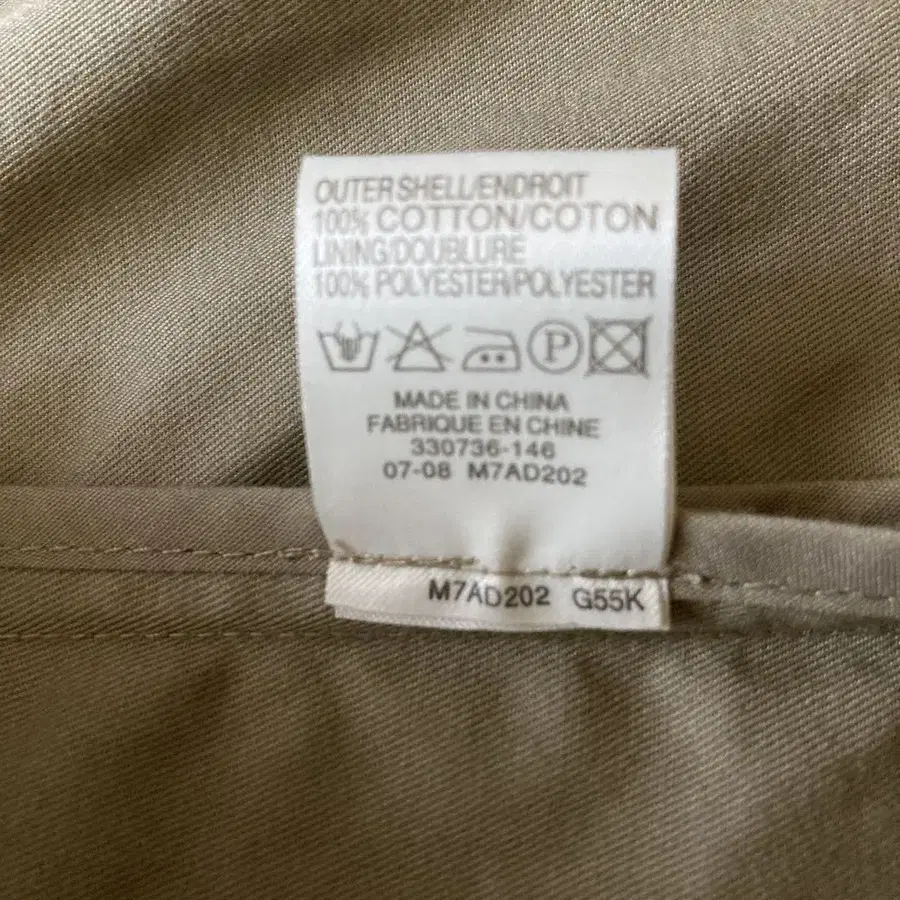 OUTER SHELL/ENDROIT
100% COTTON/COTON
LINING/DOUBLURE
100% POLYESTER/POLYESTER
P
MADE IN CHINA
FABRIQUE EN CHINE
330736-146
07-08 M7AD202
M7AD202 G55K